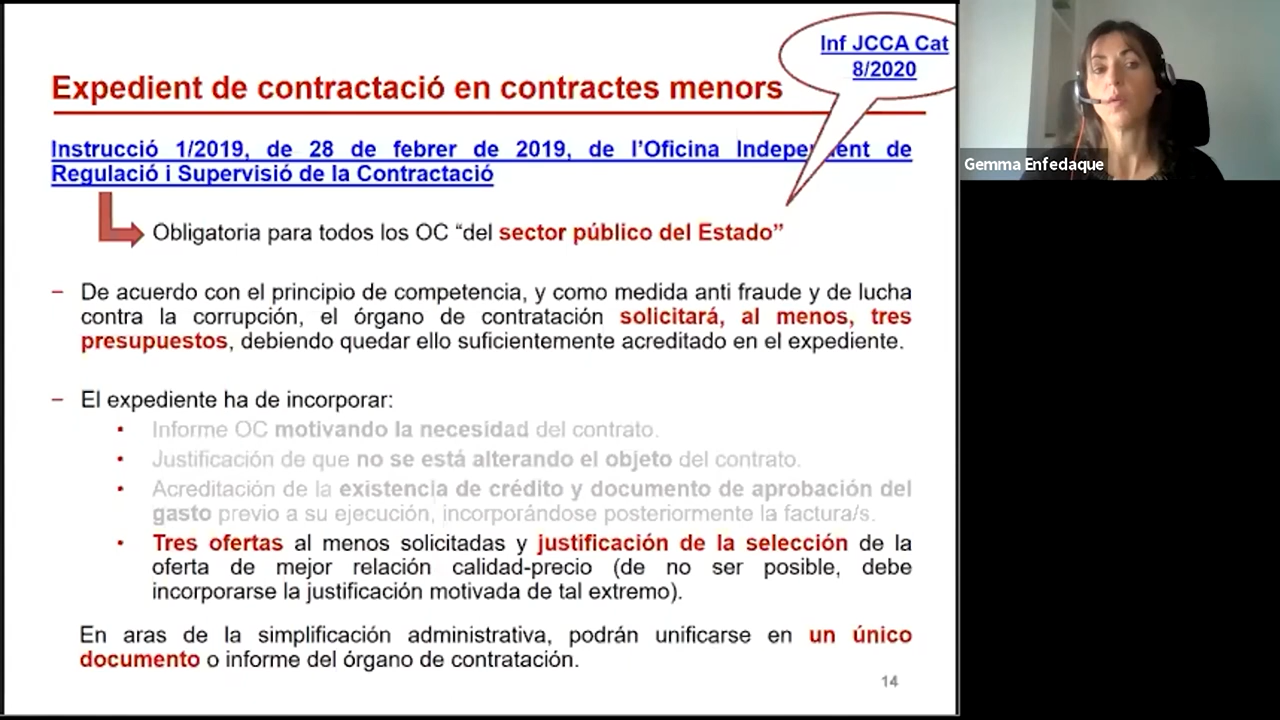 Inf JCCA Cat
8/2020
Expedient de contractació en contractes menors
Instrucció 1/2019, de 28 de febrer de 2019, de l'Oficina Independent de
Regulació i Supervisió de la Contractació
Obligatoria para todos los OC “del sector público del Estado”
– De acuerdo con el principio de competencia, y como medida anti fraude y de lucha
contra la corrupción, el órgano de contratación solicitará, al menos, tres
presupuestos, debiendo quedar ello suficientemente acreditado en el expediente.
– El expediente ha de incorporar:
• Informe OC motivando la necesidad del contrato.
• Justificación de que no se está alterando el objeto del contrato.
• Acreditación de la existencia de crédito y documento de aprobación del
gasto previo a su ejecución, incorporándose posteriormente la factura/s.
• Tres ofertas al menos solicitadas y justificación de la selección de la
oferta de mejor relación calidad-precio (de no ser posible, debe
incorporarse la justificación motivada de tal extremo).
En aras de la simplificación administrativa, podrán unificarse en un único
documento o informe del órgano de contratación.
14
Gemma Enfedaque